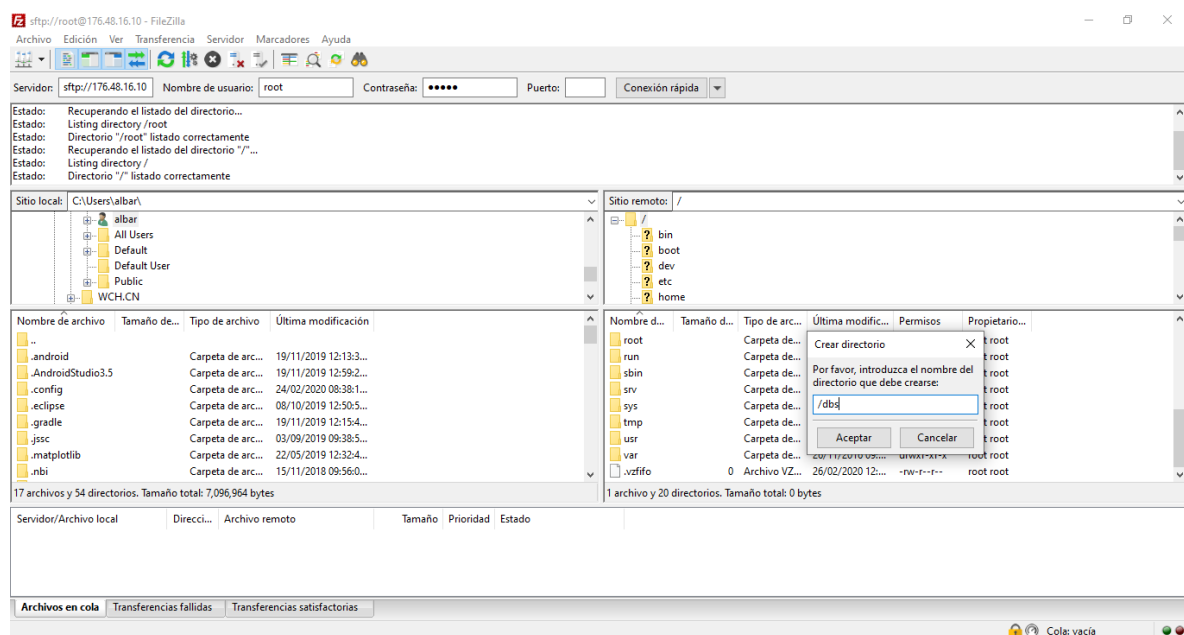 sftp://root@176.48.16.10 - FileZilla
Archivo Edición Ver Transferencia Servidor Marcadores Ayuda
Servidor: sftp://176.48.16.10 Nombre de usuario: root Contraseña: ●●●●● Puerto: Conexión rápida
Estado: Recuperando el listado del directorio...
Estado: Listing directory /root
Estado: Directorio "/root" listado correctamente
Estado: Recuperando el listado del directorio "/"...
Estado: Listing directory /
Estado: Directorio "/" listado correctamente
Sitio local: C:\Users\albar\
albar
All Users
Default
Default User
Public
WCH.CN
Sitio remoto: /
/
bin
boot
dev
etc
home
Nombre de archivo Tamaño de... Tipo de archivo Última modificación
..
.android Carpeta de arc... 19/11/2019 12:13:3...
.AndroidStudio3.5 Carpeta de arc... 19/11/2019 12:59:2...
.config Carpeta de arc... 24/02/2020 08:38:1...
.eclipse Carpeta de arc... 08/10/2019 12:50:5...
.gradle Carpeta de arc... 19/11/2019 12:15:4...
.jssc Carpeta de arc... 03/09/2019 09:38:5...
.matplotlib Carpeta de arc... 22/05/2019 12:32:4...
.nbi Carpeta de arc... 15/11/2018 09:56:0...
17 archivos y 54 directorios. Tamaño total: 7,096,964 bytes
Nombre d... Tamaño d... Tipo de arc... Última modific... Permisos Propietario...
root Carpeta de... t root
run Carpeta de... t root
sbin Carpeta de... t root
srv Carpeta de... t root
sys Carpeta de... t root
tmp Carpeta de... t root
usr Carpeta de... t root
var Carpeta de... root root
.vzfifo 0 Archivo VZ... 26/02/2020 12:... -rw-r--r-- root root
1 archivo y 20 directorios. Tamaño total: 0 bytes
Crear directorio
Por favor, introduzca el nombre del
directorio que debe crearse:
/dbs
Aceptar Cancelar
Servidor/Archivo local Direcci... Archivo remoto Tamaño Prioridad Estado
Archivos en cola Transferencias fallidas Transferencias satisfactorias
Cola: vacía